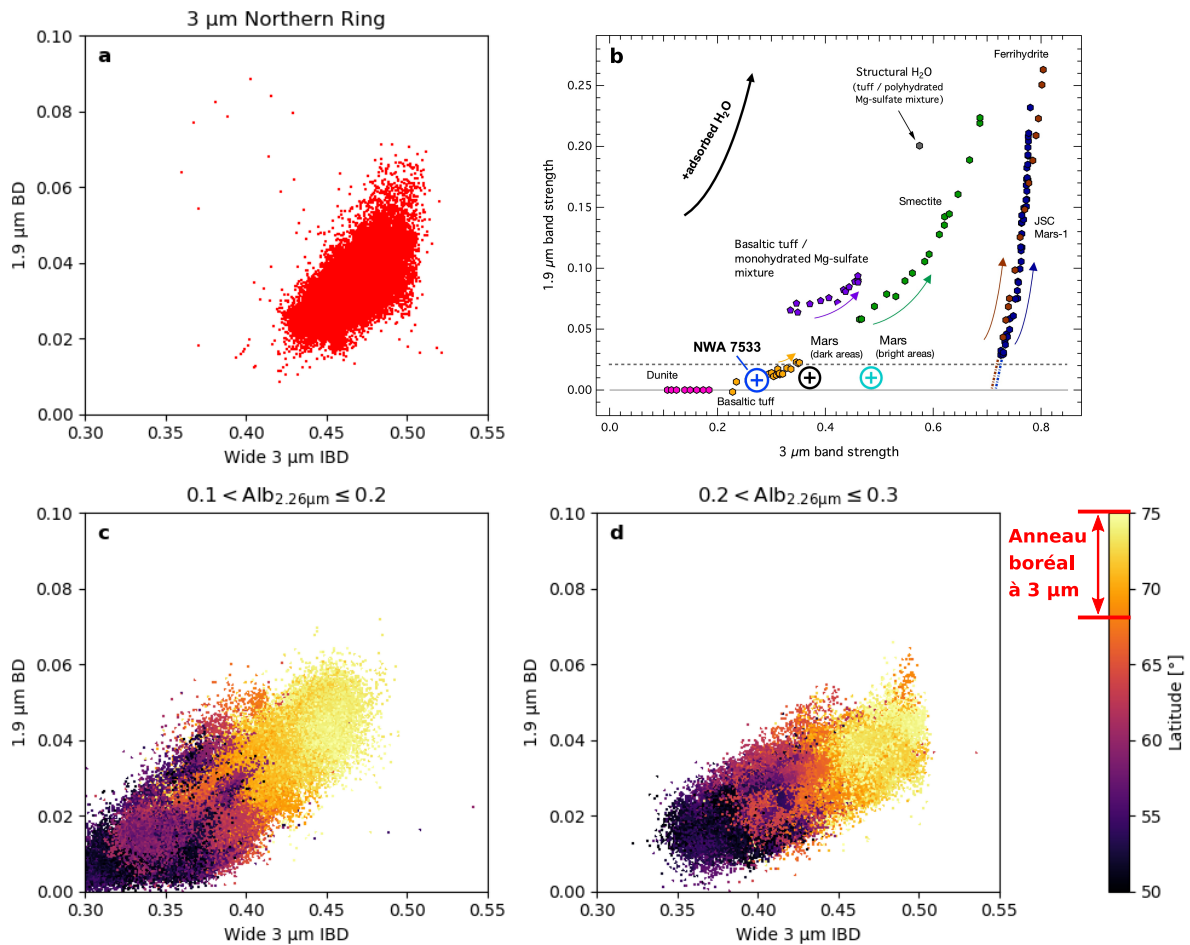 3 μm Northern Ring
a
0.10
0.08
0.06
0.04
0.02
0.00
1.9 μm BD
0.30 0.35 0.40 0.45 0.50 0.55
Wide 3 μm IBD
b
0.25
0.20
0.15
0.10
0.05
0.00
1.9 μm band strength
+adsorbed H₂O
Structural H₂O
(tuff / polyhydrated
Mg-sulfate mixture)
Ferrihydrite
Smectite
JSC
Mars-1
Basaltic tuff /
monohydrated Mg-sulfate
mixture
NWA 7533
Mars
(dark areas)
Mars
(bright areas)
Dunite
Basaltic tuff
0.0 0.2 0.4 0.6 0.8
3 μm band strength
0.1 < Alb₂.₂₆μm ≤ 0.2
c
0.10
0.08
0.06
0.04
0.02
0.00
1.9 μm BD
0.30 0.35 0.40 0.45 0.50 0.55
Wide 3 μm IBD
0.2 < Alb₂.₂₆μm ≤ 0.3
d
0.10
0.08
0.06
0.04
0.02
0.00
1.9 μm BD
0.30 0.35 0.40 0.45 0.50 0.55
Wide 3 μm IBD
Anneau
boréal
à 3 μm
75
70
65
60
55
50
Latitude [°]